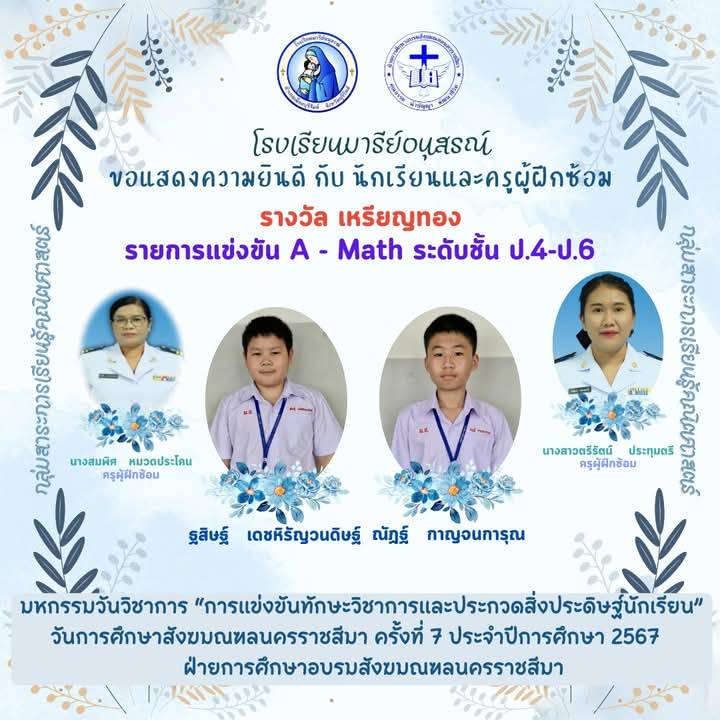 โรงเรียนมารีย์อนุสรณ์
ขอแสดงความยินดี กับ นักเรียนและครูผู้ฝึกซ้อม
รางวัล เหรียญทอง
รายการแข่งขัน A - Math ระดับชั้น ป.4-ป.6
กลุ่มสาระการเรียนรู้คณิตศาสตร์
กลุ่มสาระการเรียนรู้คณิตศาสตร์
นางสมพิศ หมวดประโคน
ครูผู้ฝึกซ้อม
นางสาวตรีรัตน์ ประทุมตรี
ครูผู้ฝึกซ้อม
ฐสิษฐ์ เดชหิรัญวนดิษฐ์ ณัฏฐ์ กาญจนการุณ
มหกรรมวันวิชาการ “การแข่งขันทักษะวิชาการและประกวดสิ่งประดิษฐ์นักเรียน”
วันการศึกษาสังฆมณฑลนครราชสีมา ครั้งที่ 7 ประจำปีการศึกษา 2567
ฝ่ายการศึกษาอบรมสังฆมณฑลนครราชสีมา